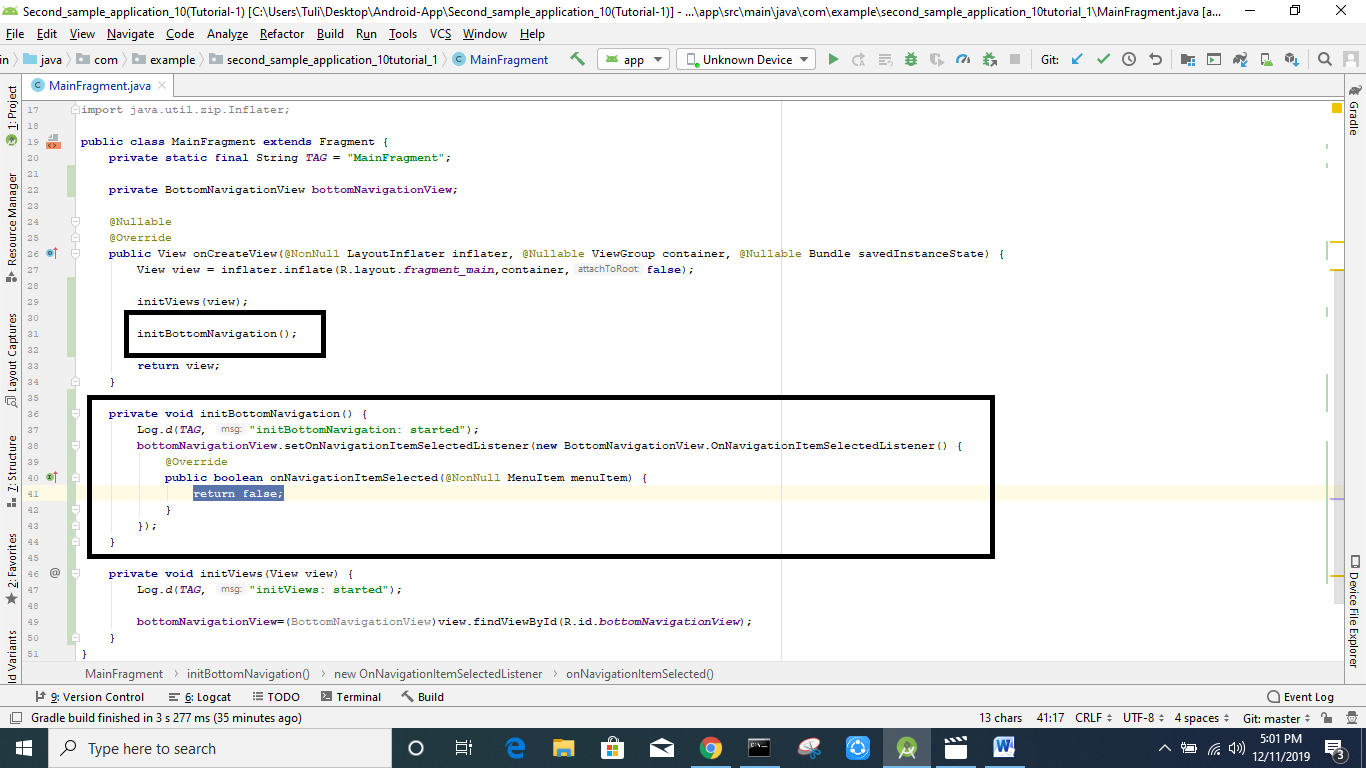 Second_sample_application_10(Tutorial-1) [C:\Users\Tuli\Desktop\Android-App\Second_sample_application_10(Tutorial-1)] - ...\app\src\main\java\com\example\second_sample_application_10tutorial_1\MainFragment.java [a...
File Edit View Navigate Code Analyze Refactor Build Run Tools VCS Window Help
in java com example second_sample_application_10tutorial_1 MainFragment app Unknown Device Git:
MainFragment.java
1: Project
Resource Manager
Layout Captures
7: Structure
2: Favorites
ld Variants
17 import java.util.zip.Inflater;
18
19 public class MainFragment extends Fragment {
20 private static final String TAG = "MainFragment";
21
22 private BottomNavigationView bottomNavigationView;
23
24 @Nullable
25 @Override
26 public View onCreateView(@NonNull LayoutInflater inflater, @Nullable ViewGroup container, @Nullable Bundle savedInstanceState) {
27 View view = inflater.inflate(R.layout.fragment_main,container, attachToRoot: false);
28
29 initViews(view);
30
31 initBottomNavigation();
32
33 return view;
34 }
35
36 private void initBottomNavigation() {
37 Log.d(TAG, msg: "initBottomNavigation: started");
38 bottomNavigationView.setOnNavigationItemSelectedListener(new BottomNavigationView.OnNavigationItemSelectedListener() {
39 @Override
40 public boolean onNavigationItemSelected(@NonNull MenuItem menuItem) {
41 return false;
42 }
43 });
44 }
45
46 @ private void initViews(View view) {
47 Log.d(TAG, msg: "initViews: started");
48
49 bottomNavigationView=(BottomNavigationView)view.findViewById(R.id.bottomNavigationView);
50 }
51 }
Gradle
Device File Explorer
MainFragment initBottomNavigation() new OnNavigationItemSelectedListener onNavigationItemSelected()
9: Version Control 6: Logcat TODO Terminal Build Event Log
Gradle build finished in 3 s 277 ms (35 minutes ago) 13 chars 41:17 CRLF UTF-8 4 spaces Git: master
Type here to search
5:01 PM
12/11/2019
3